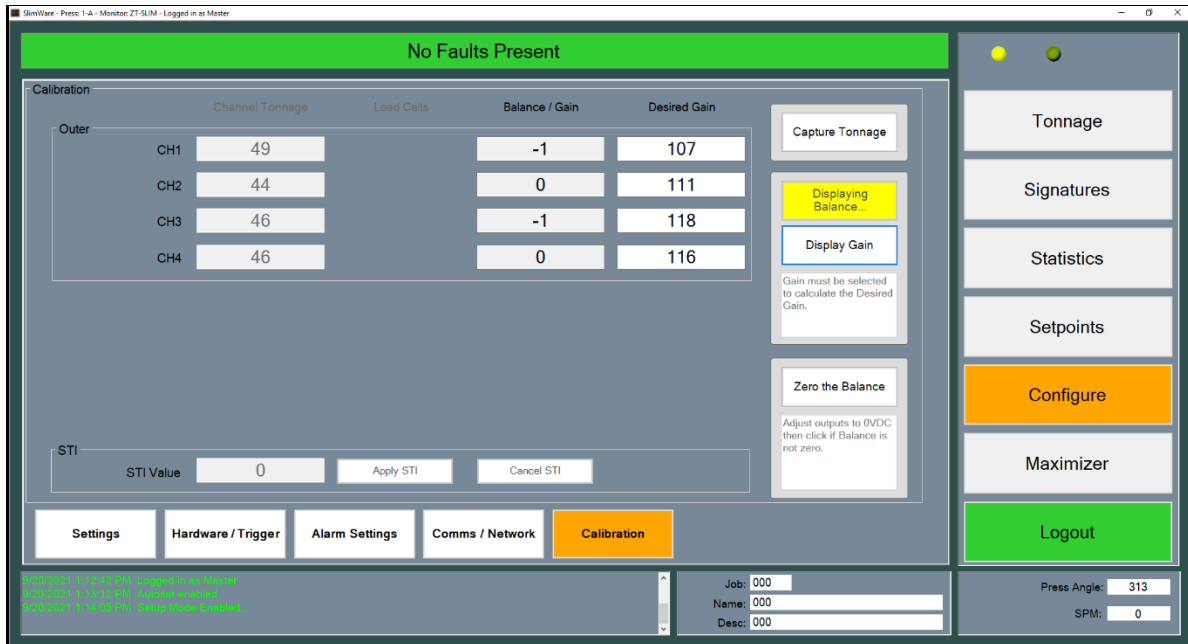 SlimWare - Press: 1-A - Monitor: ZT-SLIM - Logged in as Master
No Faults Present
Calibration
Channel Tonnage Load Cells Balance / Gain Desired Gain
Outer
CH1 49 -1 107
CH2 44 0 111
CH3 46 -1 118
CH4 46 0 116
Capture Tonnage
Displaying
Balance...
Display Gain
Gain must be selected
to calculate the Desired
Gain.
Zero the Balance
Adjust outputs to 0VDC
then click if Balance is
not zero.
STI
STI Value 0 Apply STI Cancel STI
Settings Hardware / Trigger Alarm Settings Comms / Network Calibration
Tonnage
Signatures
Statistics
Setpoints
Configure
Maximizer
Logout
9/30/2021 1:12:42 PM Logged in as Master
9/30/2021 1:13:13 PM Autoset enabled
9/30/2021 1:14:05 PM Setup Mode Enabled...
Job: 000
Name: 000
Desc: 000
Press Angle: 313
SPM: 0